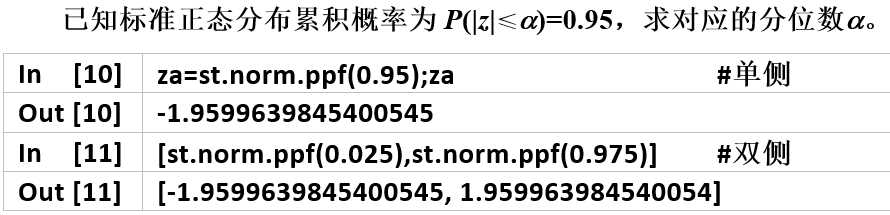 已知标准正态分布累积概率为 P(|z|≤α)=0.95，求对应的分位数α。
In [10] za=st.norm.ppf(0.95);za #单侧
Out [10] -1.9599639845400545
In [11] [st.norm.ppf(0.025),st.norm.ppf(0.975)] #双侧
Out [11] [-1.9599639845400545, 1.959963984540054]